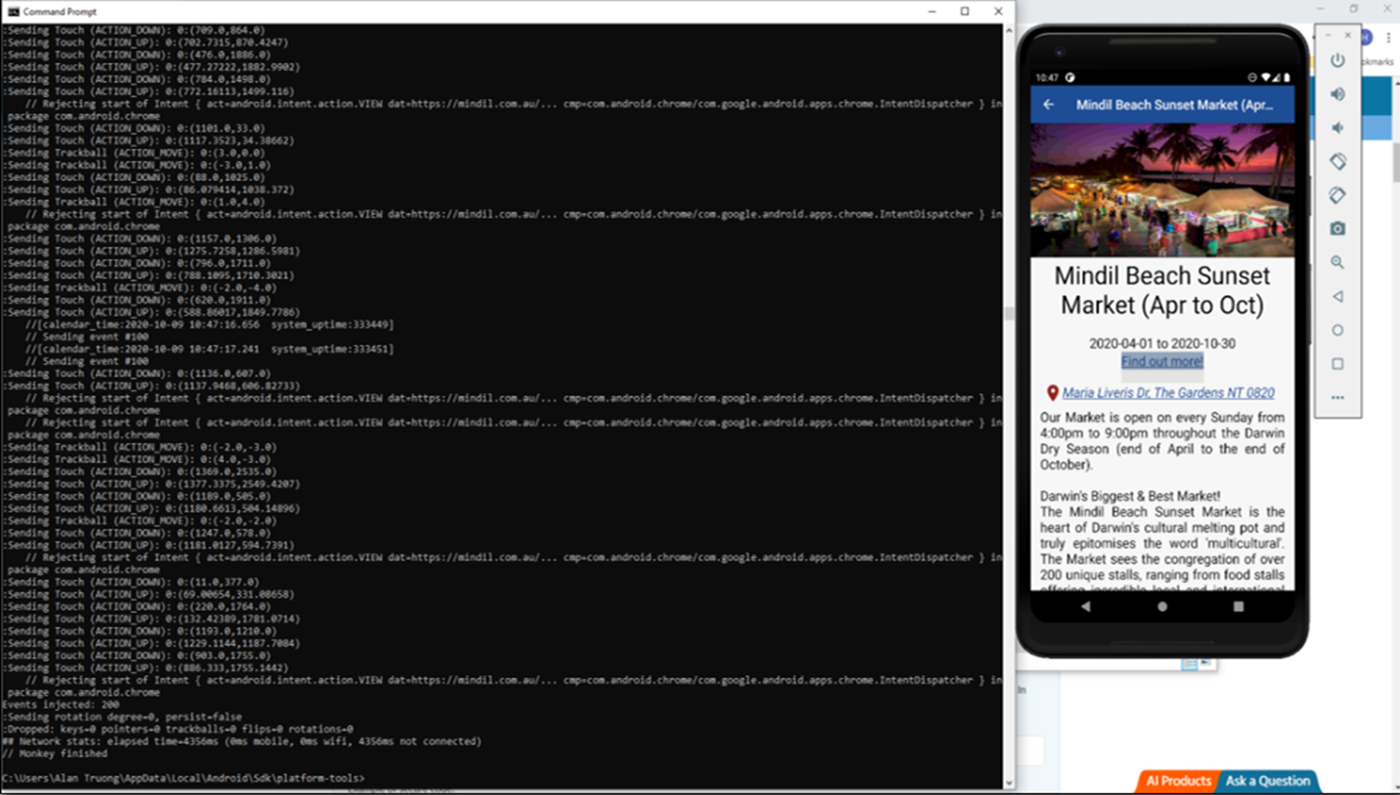 Command Prompt
:Sending Touch (ACTION_DOWN): 0:(709.0,864.0)
:Sending Touch (ACTION_UP): 0:(702.7315,870.4247)
:Sending Touch (ACTION_DOWN): 0:(476.0,1886.0)
:Sending Touch (ACTION_UP): 0:(477.27222,1882.9902)
:Sending Touch (ACTION_DOWN): 0:(784.0,1498.0)
:Sending Touch (ACTION_UP): 0:(772.16113,1499.116)
// Rejecting start of Intent { act=android.intent.action.VIEW dat=https://mindil.com.au/... cmp=com.android.chrome/com.google.android.apps.chrome.IntentDispatcher } in
package com.android.chrome
:Sending Touch (ACTION_DOWN): 0:(1101.0,33.0)
:Sending Touch (ACTION_UP): 0:(1117.3523,34.38662)
:Sending Trackball (ACTION_MOVE): 0:(3.0,0.0)
:Sending Trackball (ACTION_MOVE): 0:(-3.0,1.0)
:Sending Touch (ACTION_DOWN): 0:(88.0,1025.0)
:Sending Touch (ACTION_UP): 0:(86.079414,1038.372)
:Sending Trackball (ACTION_MOVE): 0:(1.0,4.0)
// Rejecting start of Intent { act=android.intent.action.VIEW dat=https://mindil.com.au/... cmp=com.android.chrome/com.google.android.apps.chrome.IntentDispatcher } in
package com.android.chrome
:Sending Touch (ACTION_DOWN): 0:(1157.0,1306.0)
:Sending Touch (ACTION_UP): 0:(1275.7258,1286.5981)
:Sending Touch (ACTION_DOWN): 0:(796.0,1711.0)
:Sending Touch (ACTION_UP): 0:(788.1095,1710.3021)
:Sending Trackball (ACTION_MOVE): 0:(-2.0,-4.0)
:Sending Touch (ACTION_DOWN): 0:(620.0,1911.0)
:Sending Touch (ACTION_UP): 0:(588.86017,1849.7786)
//[calendar_time:2020-10-09 10:47:16.656 system_uptime:333449]
// Sending event #100
//[calendar_time:2020-10-09 10:47:17.241 system_uptime:333451]
// Sending event #100
:Sending Touch (ACTION_DOWN): 0:(1136.0,607.0)
:Sending Touch (ACTION_UP): 0:(1137.9468,606.82733)
// Rejecting start of Intent { act=android.intent.action.VIEW dat=https://mindil.com.au/... cmp=com.android.chrome/com.google.android.apps.chrome.IntentDispatcher } in
package com.android.chrome
// Rejecting start of Intent { act=android.intent.action.VIEW dat=https://mindil.com.au/... cmp=com.android.chrome/com.google.android.apps.chrome.IntentDispatcher } in
package com.android.chrome
:Sending Trackball (ACTION_MOVE): 0:(-2.0,-3.0)
:Sending Trackball (ACTION_MOVE): 0:(4.0,-3.0)
:Sending Touch (ACTION_DOWN): 0:(1369.0,2535.0)
:Sending Touch (ACTION_UP): 0:(1377.3375,2549.4207)
:Sending Touch (ACTION_DOWN): 0:(1189.0,505.0)
:Sending Touch (ACTION_UP): 0:(1180.6613,504.14896)
:Sending Trackball (ACTION_MOVE): 0:(-2.0,-2.0)
:Sending Touch (ACTION_DOWN): 0:(1247.0,578.0)
:Sending Touch (ACTION_UP): 0:(1181.0127,594.7391)
// Rejecting start of Intent { act=android.intent.action.VIEW dat=https://mindil.com.au/... cmp=com.android.chrome/com.google.android.apps.chrome.IntentDispatcher } in
package com.android.chrome
:Sending Touch (ACTION_DOWN): 0:(11.0,377.0)
:Sending Touch (ACTION_UP): 0:(69.00654,331.08658)
:Sending Touch (ACTION_DOWN): 0:(220.0,1764.0)
:Sending Touch (ACTION_UP): 0:(132.42389,1781.0714)
:Sending Touch (ACTION_DOWN): 0:(1193.0,1210.0)
:Sending Touch (ACTION_UP): 0:(1229.1144,1187.7084)
:Sending Touch (ACTION_DOWN): 0:(903.0,1755.0)
:Sending Touch (ACTION_UP): 0:(886.333,1755.1442)
// Rejecting start of Intent { act=android.intent.action.VIEW dat=https://mindil.com.au/... cmp=com.android.chrome/com.google.android.apps.chrome.IntentDispatcher } in
package com.android.chrome
Events injected: 200
:Sending rotation degree=0, persist=false
:Dropped: keys=0 pointers=0 trackballs=0 flips=0 rotations=0
## Network stats: elapsed time=4356ms (0ms mobile, 0ms wifi, 4356ms not connected)
// Monkey finished
C:\Users\Alan Truong\AppData\Local\Android\Sdk\platform-tools>
10:47
Mindil Beach Sunset Market (Apr...
Mindil Beach Sunset
Market (Apr to Oct)
2020-04-01 to 2020-10-30
Find out more!
Maria Liveris Dr, The Gardens NT 0820
Our Market is open on every Sunday from
4:00pm to 9:00pm throughout the Darwin
Dry Season (end of April to the end of
October).
Darwin's Biggest & Best Market!
The Mindil Beach Sunset Market is the
heart of Darwin's cultural melting pot and
truly epitomises the word 'multicultural'.
The Market sees the congregation of over
200 unique stalls, ranging from food stalls
offering incredible local and international
okmarks
in
AI Products
Ask a Question